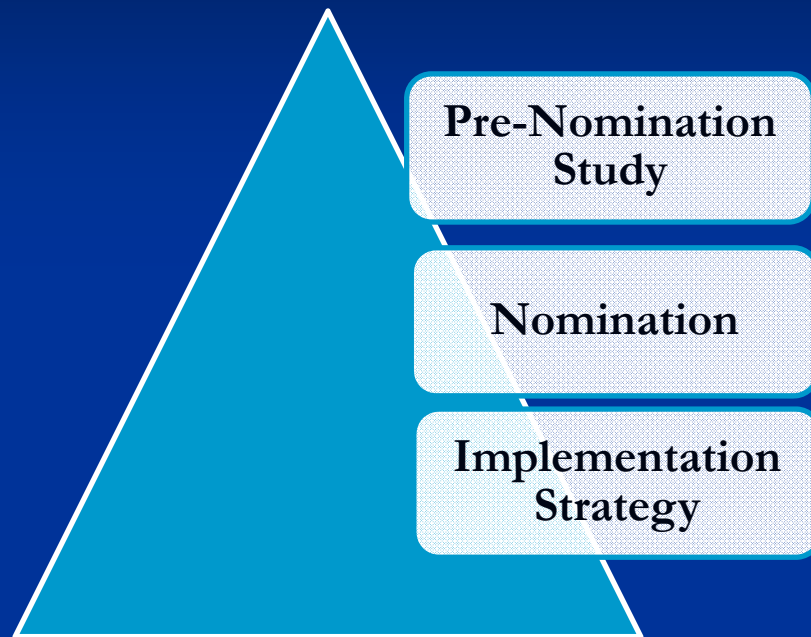 Pre-Nomination
Study
Nomination
Implementation
Strategy